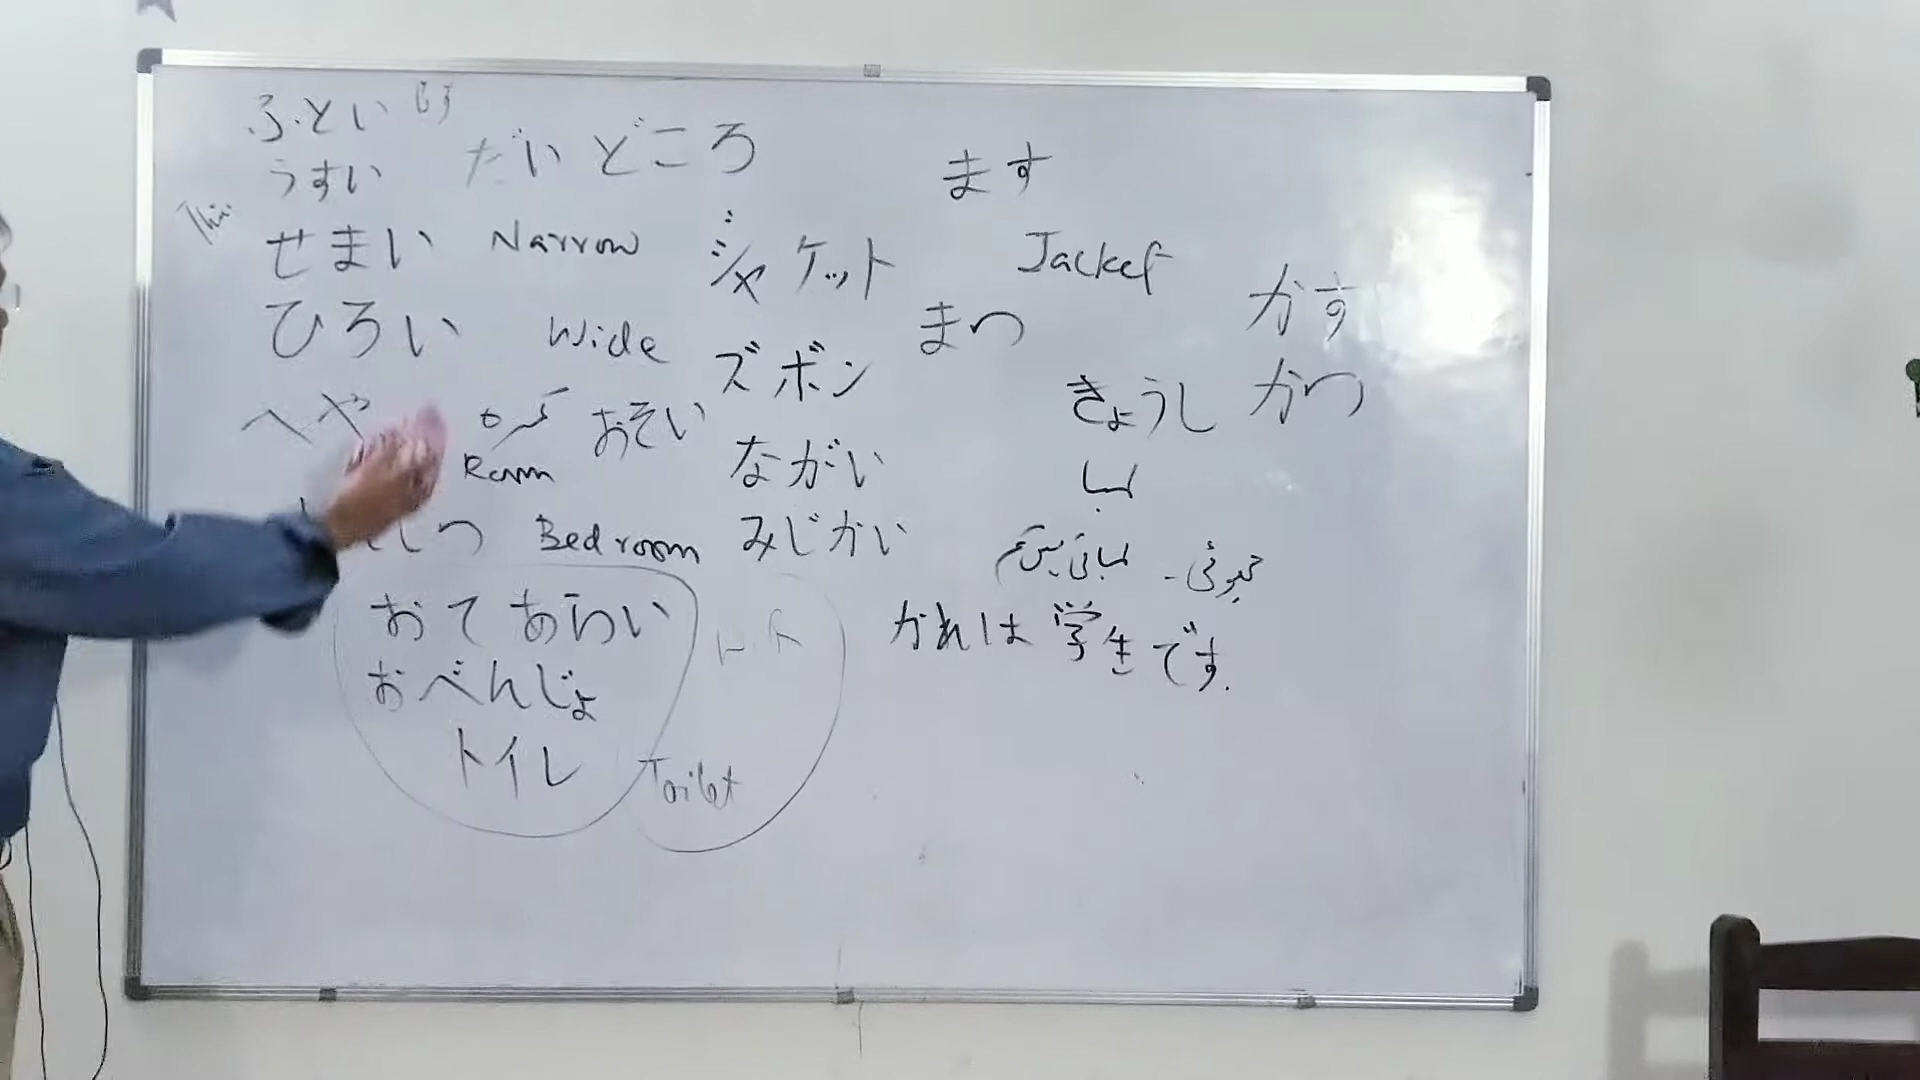 ふとい
うすい
だいどころ
ます
せまい Narrow
ジャケット
Jacket
ひろい Wide
ズボン
まつ
かす
かつ
へや
کمرہ
Room
おそい
ながい
きょうし
لمبا
しつ Bedroom
みじかい
おてあらい
おべんじょ
トイレ
Toilet
かれは学生です.